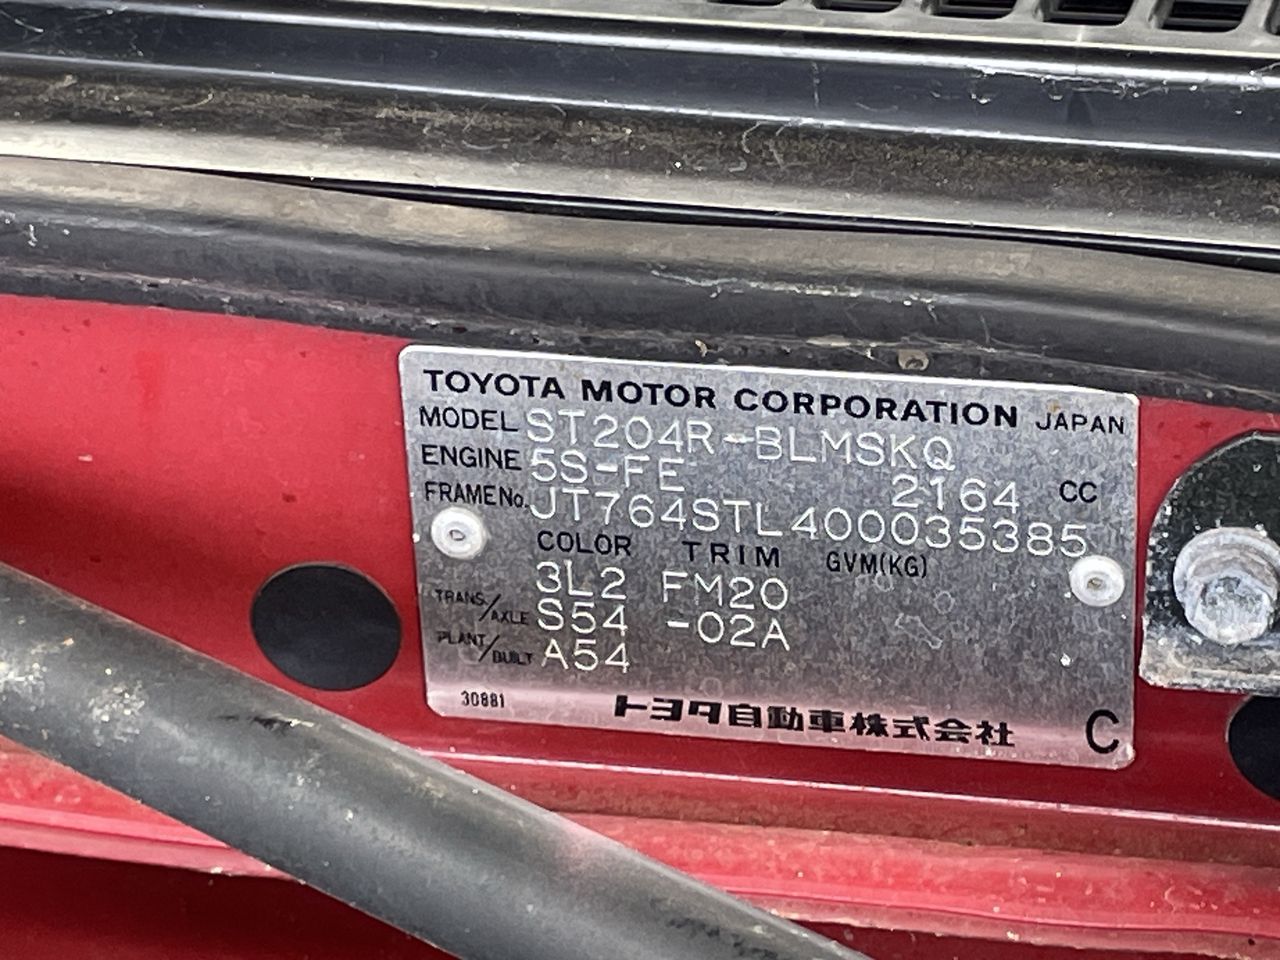 TOYOTA MOTOR CORPORATION JAPAN
MODEL ST204R-BLMSKQ
ENGINE 5S-FE 2164 CC
FRAME No. JT764STL400035385
COLOR TRIM GVM(KG)
3L2 FM20
TRANS/AXLE S54 -02A
PLANT/BUILT A54
30881 トヨタ自動車株式会社 C